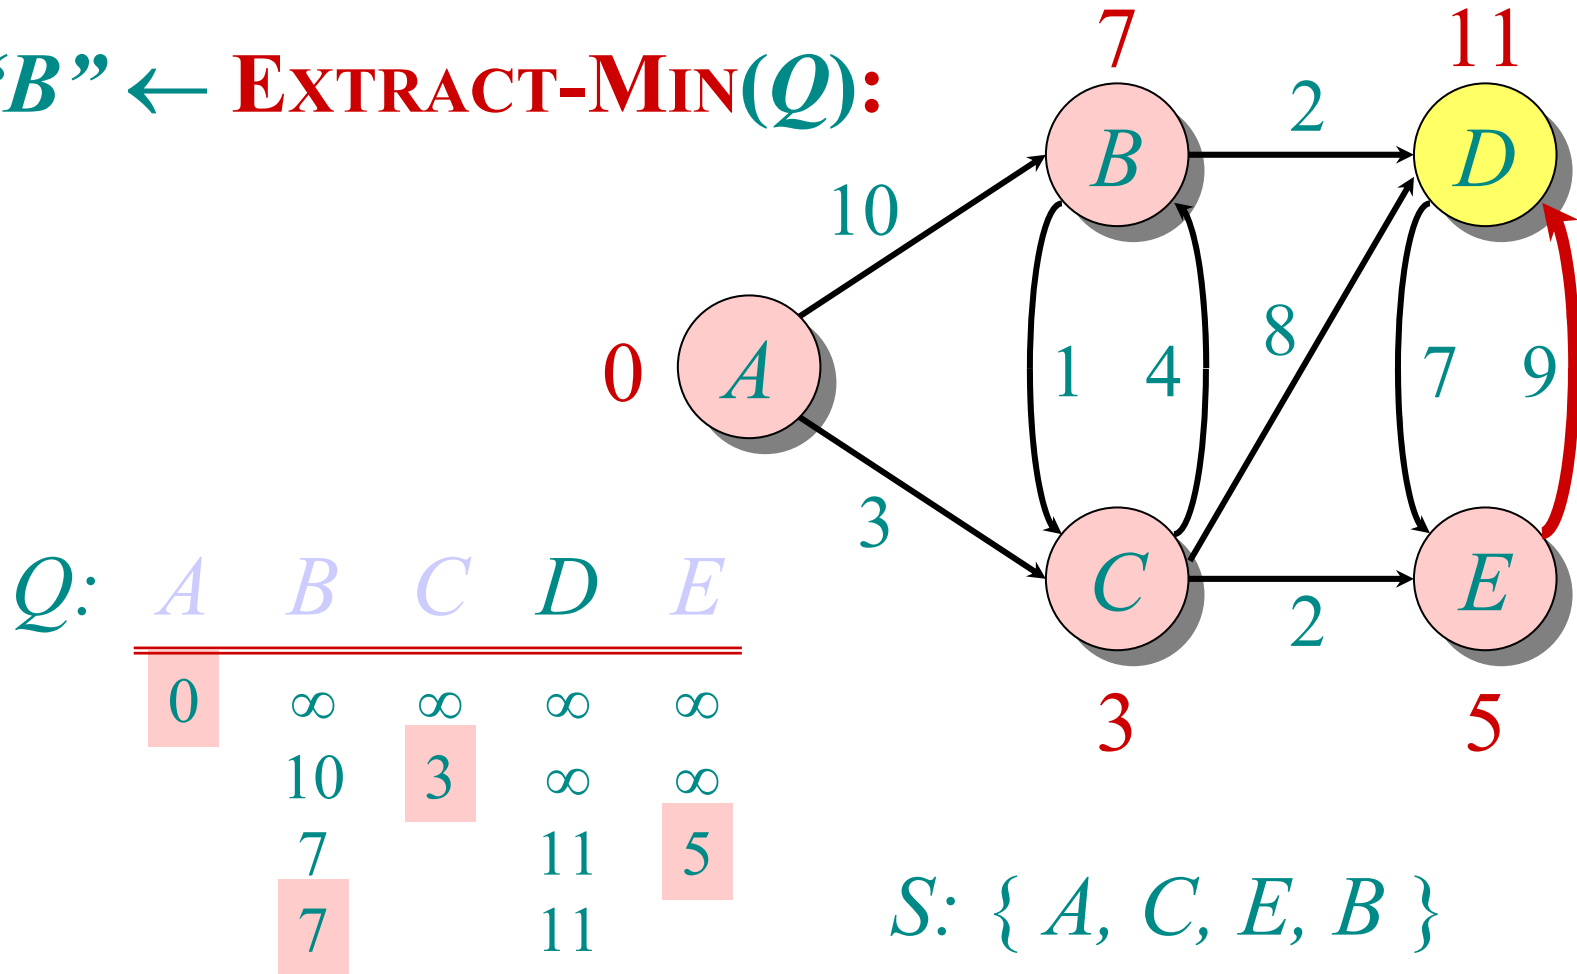 “B” ← EXTRACT-MIN(Q):
7
11
B
2
D
10
0
A
1
4
8
7
9
3
C
2
E
3
5
Q: A B C D E
0 ∞ ∞ ∞ ∞
10 3 ∞ ∞
7 11 5
7 11
S: { A, C, E, B }